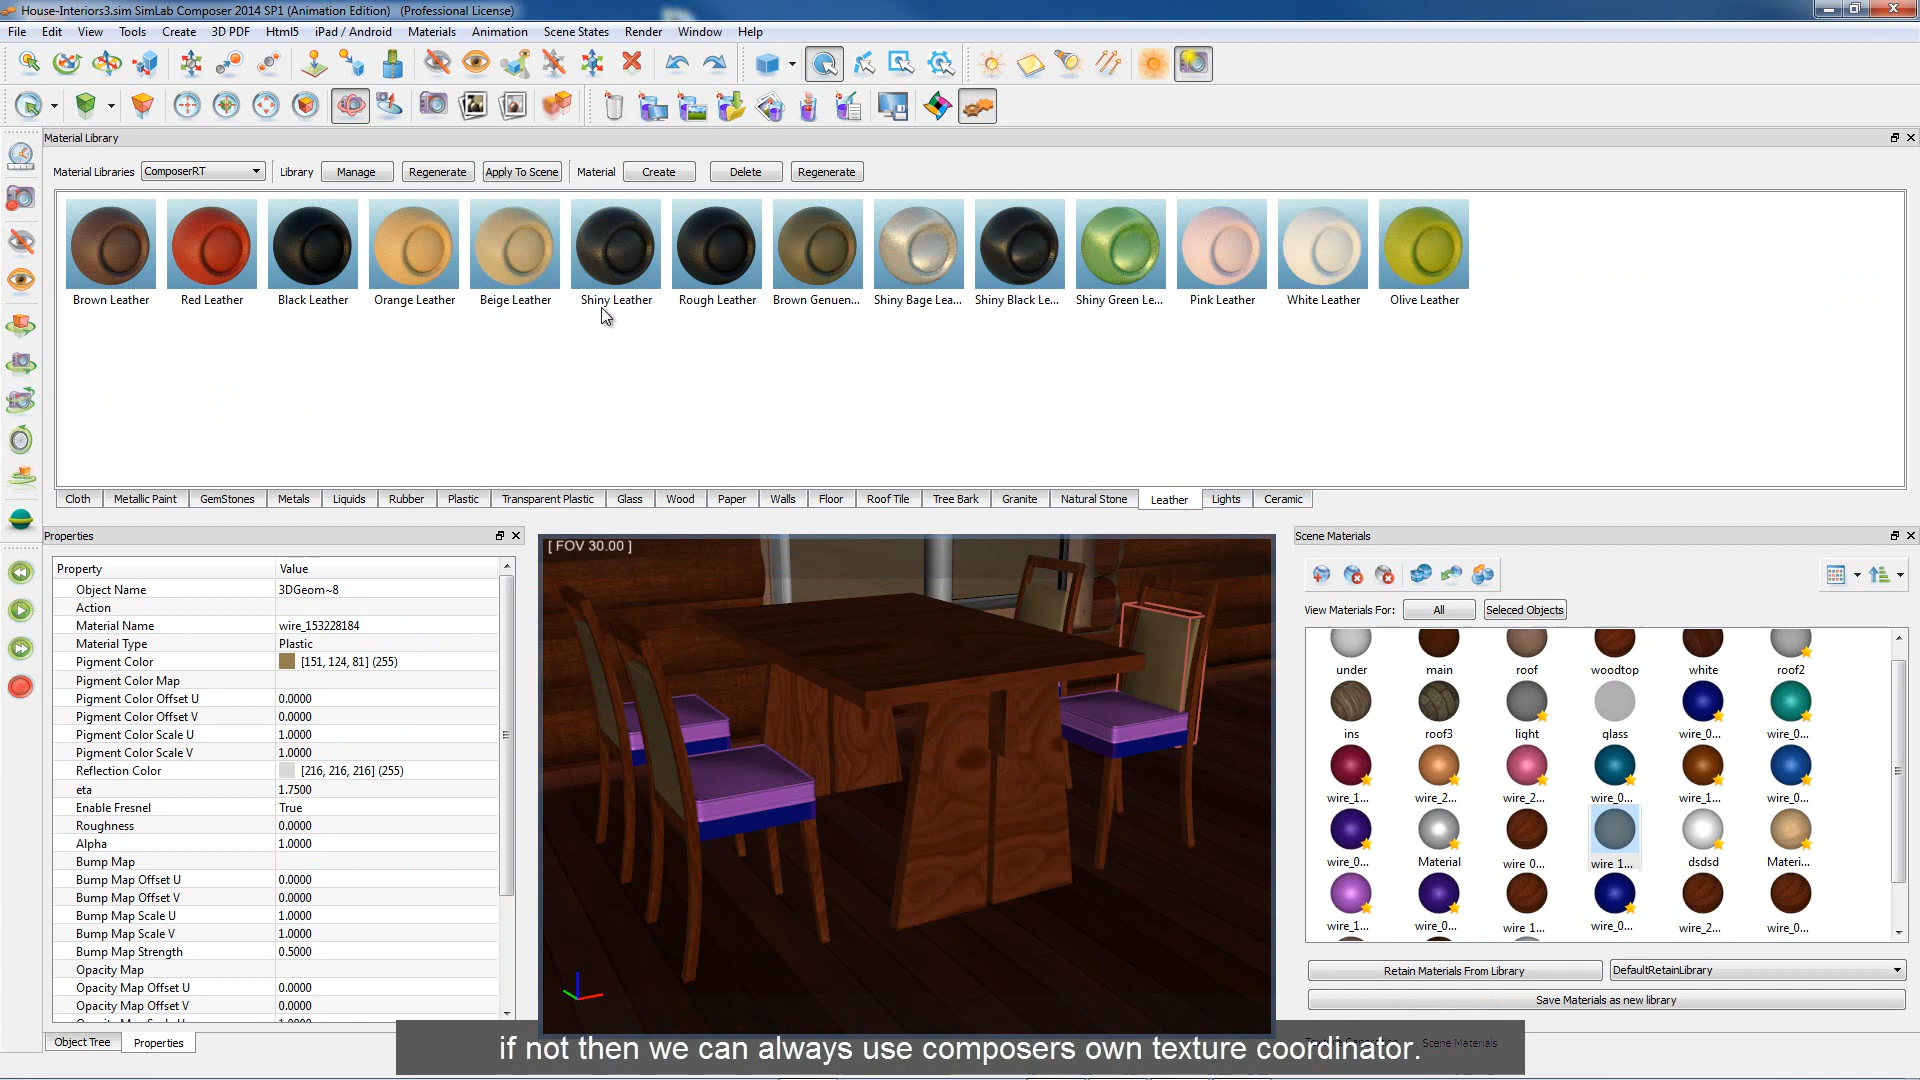 House-Interiors3.sim SimLab Composer 2014 SP1 (Animation Edition)   (Professional License)
File Edit View Tools Create 3D PDF Html5 iPad / Android Materials Animation Scene States Render Window Help
Material Library
Material Libraries ComposerRT Library Manage Regenerate Apply To Scene Material Create Delete Regenerate
Brown Leather Red Leather Black Leather Orange Leather Beige Leather Shiny Leather Rough Leather Brown Genuen... Shiny Bage Lea... Shiny Black Le... Shiny Green Le... Pink Leather White Leather Olive Leather
Cloth Metallic Paint GemStones Metals Liquids Rubber Plastic Transparent Plastic Glass Wood Paper Walls Floor Roof Tile Tree Bark Granite Natural Stone Leather Lights Ceramic
Properties
Property Value
Object Name 3DGeom~8
Action
Material Name wire_153228184
Material Type Plastic
Pigment Color [151, 124, 81] (255)
Pigment Color Map
Pigment Color Offset U 0.0000
Pigment Color Offset V 0.0000
Pigment Color Scale U 1.0000
Pigment Color Scale V 1.0000
Reflection Color [216, 216, 216] (255)
eta 1.7500
Enable Fresnel True
Roughness 0.0000
Alpha 1.0000
Bump Map
Bump Map Offset U 0.0000
Bump Map Offset V 0.0000
Bump Map Scale U 1.0000
Bump Map Scale V 1.0000
Bump Map Strength 0.5000
Opacity Map
Opacity Map Offset U 0.0000
Opacity Map Offset V 0.0000
Object Tree Properties
[ FOV 30.00 ]
Scene Materials
View Materials For: All Seleced Objects
under main roof woodtop white roof2
ins roof3 light glass wire_0... wire_0...
wire_1... wire_2... wire_2... wire_0... wire_1... wire_0...
wire_0... Material wire 0... wire 1... dsdsd Materi...
wire_1... wire_0... wire 1... wire_0... wire_2... wire_0...
Retain Materials From Library DefaultRetainLibrary
Save Materials as new library
Scene Materials
if not then we can always use composers own texture coordinator.